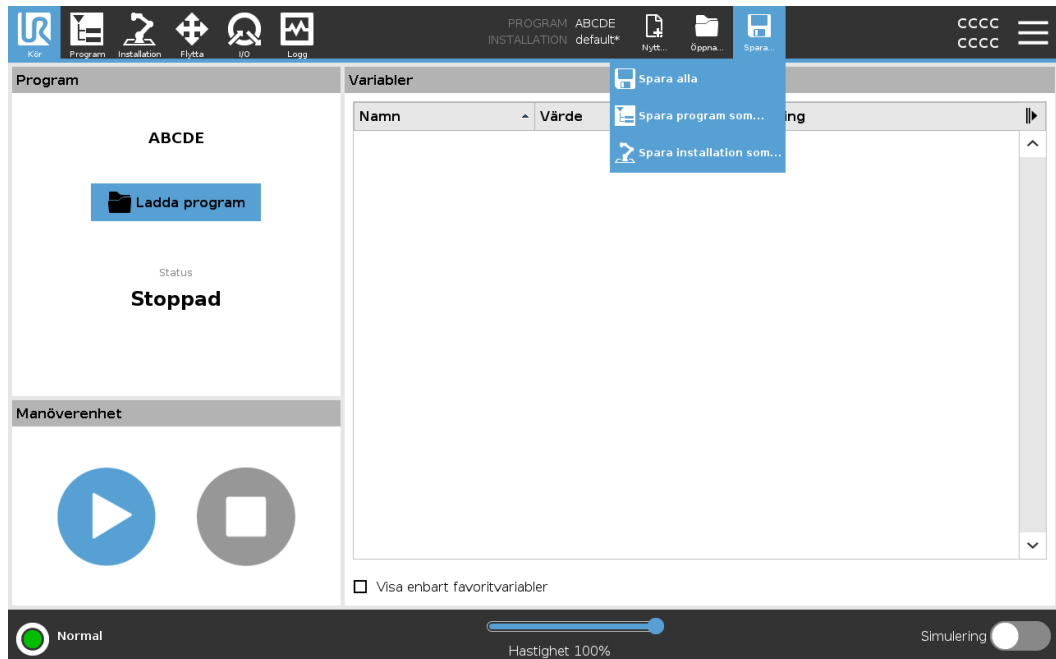 UR
Kör
Program
Installation
Flytta
I/O
Logg
PROGRAM ABCDE
INSTALLATION default*
Nytt...
Öppna...
Spara...
CCCC
CCCC
Program
Variabler
Spara alla
Spara program som...
Spara installation som...
Namn
Värde
ing
ABCDE
Ladda program
Status
Stoppad
Manöverenhet
Visa enbart favoritvariabler
Normal
Hastighet 100%
Simulering